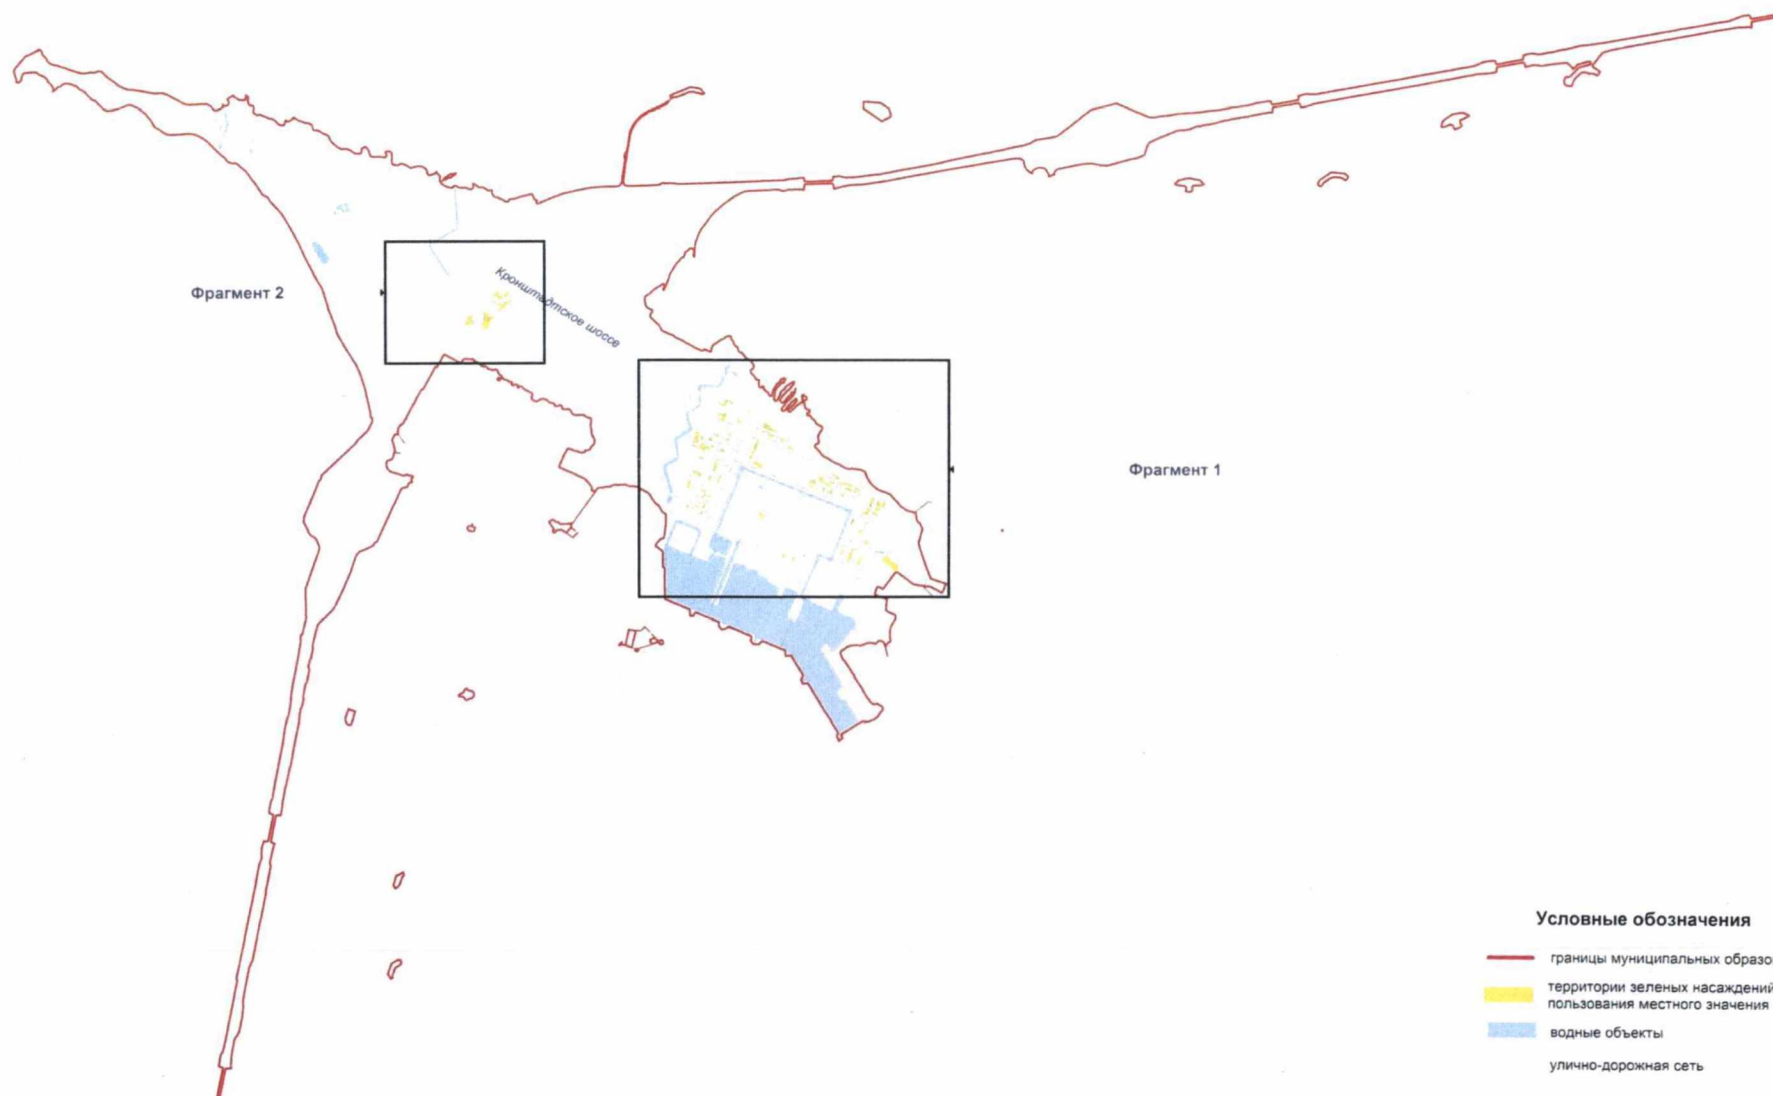 Фрагмент 2
Кронштадтское шоссе
Фрагмент 1
Условные обозначения
границы муниципальных образо
территории зеленых насаждений
пользования местного значения
водные объекты
улично-дорожная сеть